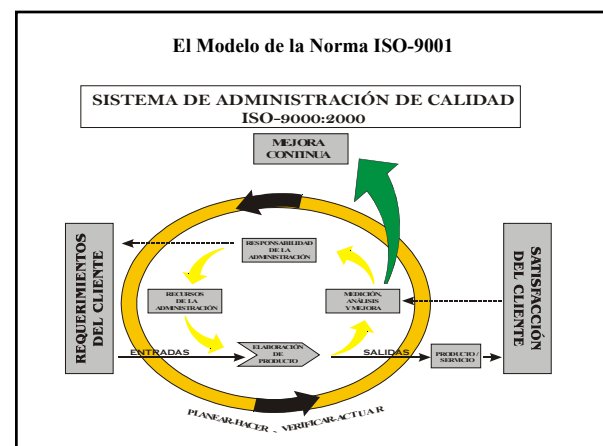 El Modelo de la Norma ISO-9001
SISTEMA DE ADMINISTRACIÓN DE CALIDAD
ISO-9000:2000
MEJORA
CONTINUA
REQUERIMIENTOS
DEL CLIENTE
RESPONSABILIDAD
DE LA
ADMINISTRACIÓN
RECURSOS
DE LA
ADMINISTRACIÓN
MEDICIÓN,
ANÁLISIS
Y MEJORA
SATISFACCIÓN
DEL CLIENTE
ENTRADAS
ELABORACIÓN
DE
PRODUCTO
SALIDAS
PRODUCTO/
SERVICIO
PLANEAR-HACER - VERIFICAR-ACTUAR